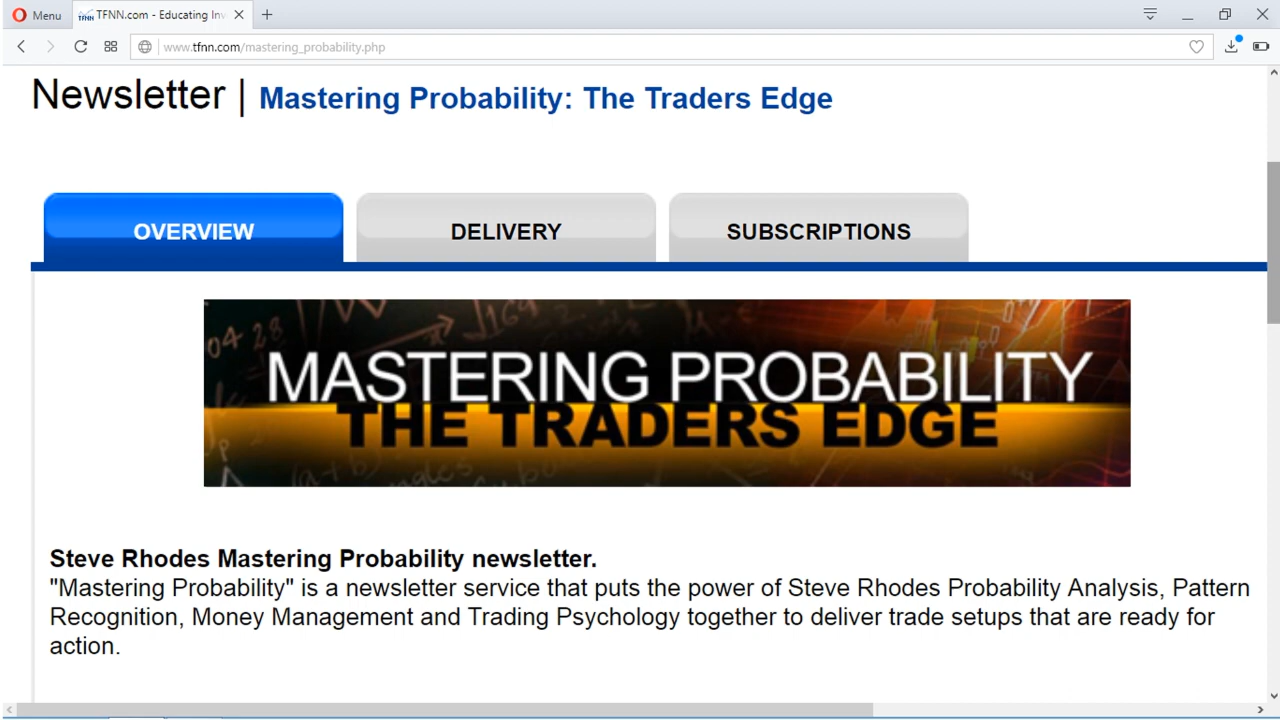 Menu
TFNN.com - Educating Inv
www.tfnn.com/mastering_probability.php
Newsletter | Mastering Probability: The Traders Edge
OVERVIEW
DELIVERY
SUBSCRIPTIONS
MASTERING PROBABILITY
THE TRADERS EDGE
Steve Rhodes Mastering Probability newsletter.
"Mastering Probability" is a newsletter service that puts the power of Steve Rhodes Probability Analysis, Pattern
Recognition, Money Management and Trading Psychology together to deliver trade setups that are ready for
action.